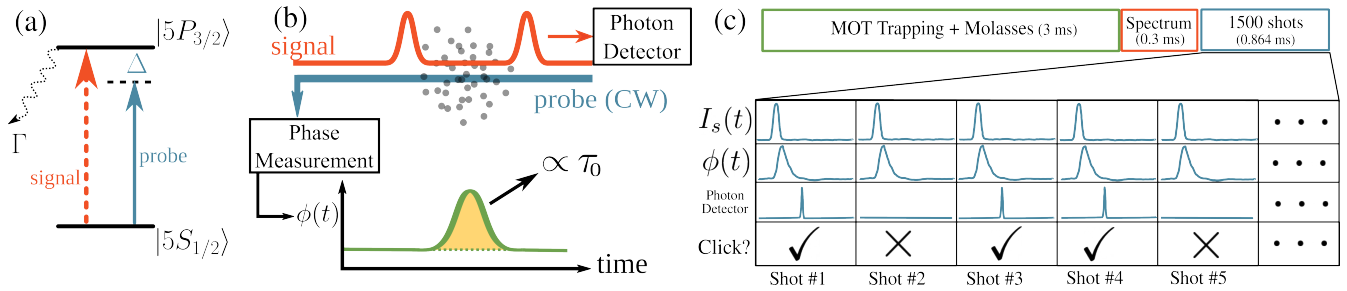 (a)
|5P3/2⟩
Δ
Γ
probe
signal
|5S1/2⟩
(b)
signal
Photon
Detector
probe (CW)
Phase
Measurement
∝ τ0
ϕ(t)
time
(c)
MOT Trapping + Molasses (3 ms)
Spectrum
(0.3 ms)
1500 shots
(0.864 ms)
Is(t)
• • •
ϕ(t)
• • •
Photon
Detector
• • •
Click? ✓ ✕ ✓ ✓ ✕ • • •
Shot #1 Shot #2 Shot #3 Shot #4 Shot #5